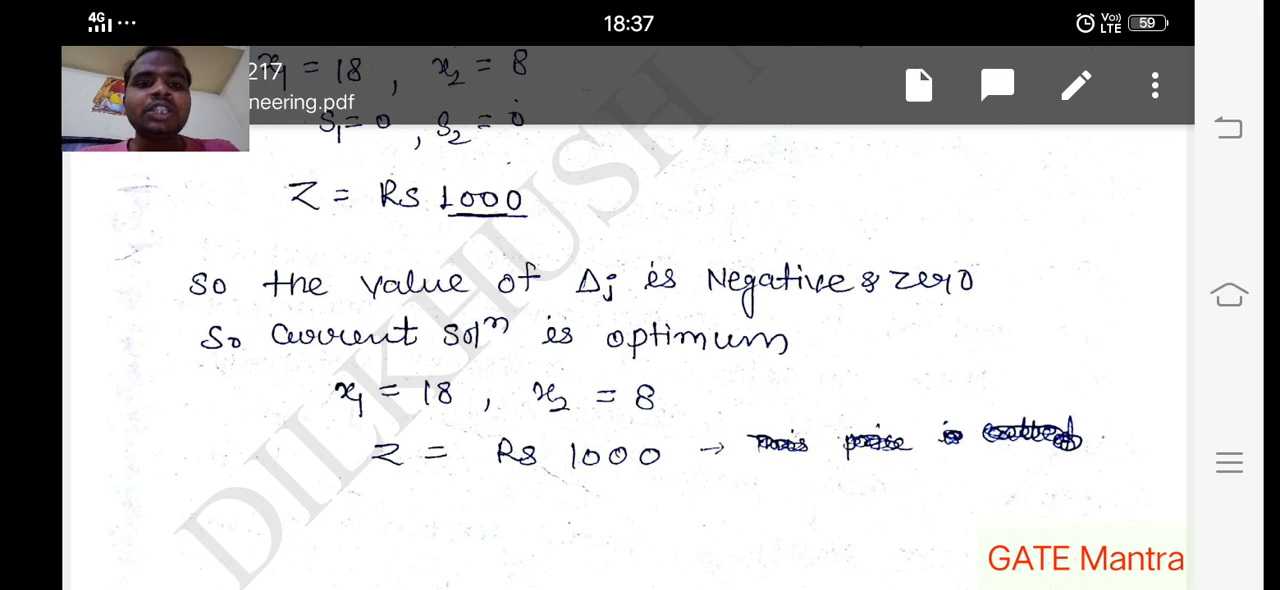 4G
18:37
Vo))
LTE
59
217
neering.pdf
x₁ = 18 , x₂ = 8
S₁ = 0 , S₂ = 0
Z = Rs 1000
So the value of Δj is Negative & zero
So current solⁿ is optimum
x₁ = 18 , x₂ = 8
Z = Rs 1000 →
DILKHUSH
GATE Mantra